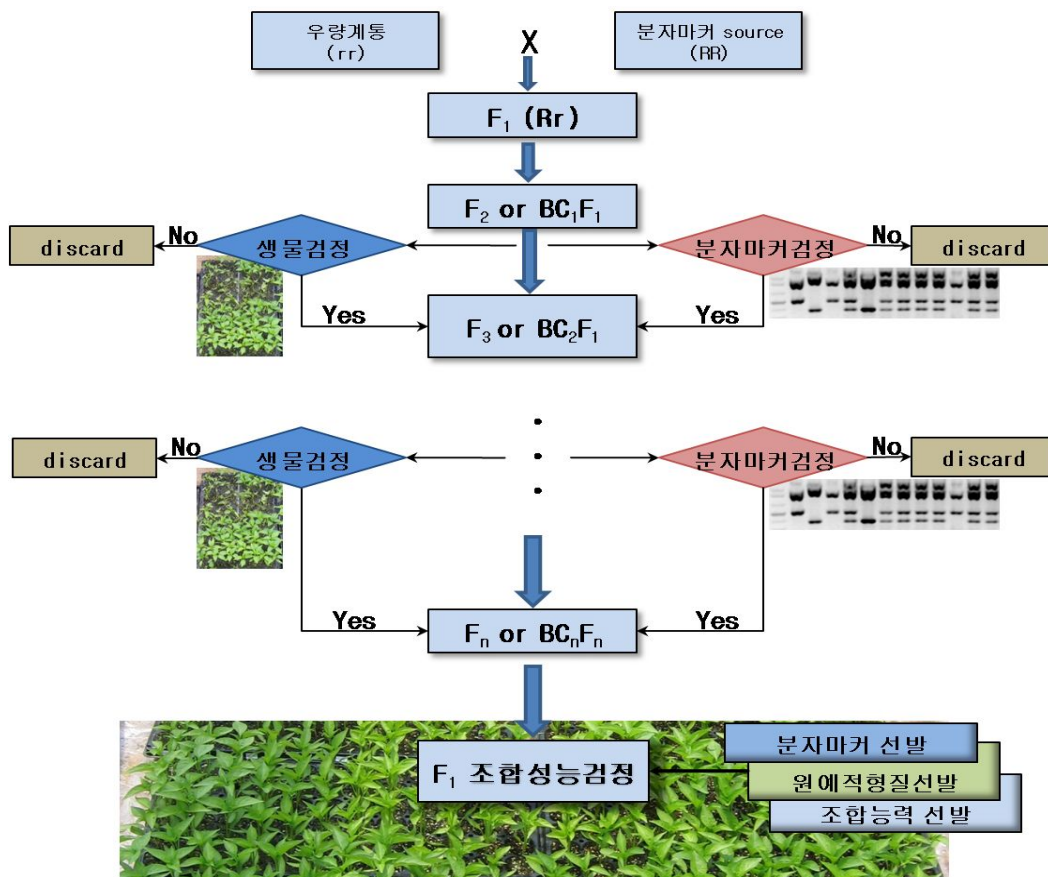 우량계통
(rr)
X
분자마커 source
(RR)
F₁ (Rr)
F₂ or BC₁F₁
discard
No
생물검정
분자마커검정
No
discard
Yes
F₃ or BC₂F₁
Yes
discard
No
생물검정
분자마커검정
No
discard
Yes
Fₙ or BCₙFₙ
Yes
F₁ 조합성능검정
분자마커 선발
원예적형질선발
조합능력 선발